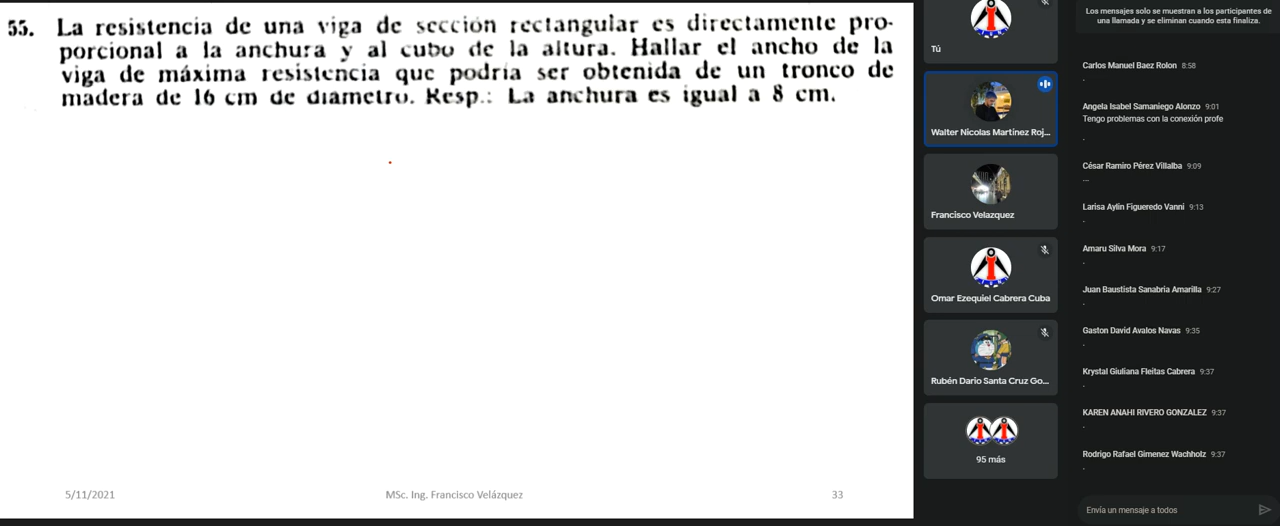 55. La resistencia de una viga de sección rectangular es directamente pro-
porcional a la anchura y al cubo de la altura. Hallar el ancho de la
viga de máxima resistencia que podría ser obtenida de un tronco de
madera de 16 cm de diámetro. Resp.: La anchura es igual a 8 cm.
5/11/2021
MSc. Ing. Francisco Velázquez
33
Tú
Walter Nicolas Martínez Roj...
Francisco Velazquez
Omar Ezequiel Cabrera Cuba
Rubén Dario Santa Cruz Go...
95 más
Los mensajes solo se muestran a los participantes de
una llamada y se eliminan cuando esta finaliza.
Carlos Manuel Baez Rolon 8:58
.
Angela Isabel Samaniego Alonzo 9:01
Tengo problemas con la conexión profe
.
César Ramiro Pérez Villalba 9:09
...
Larisa Aylin Figueredo Vanni 9:13
.
Amaru Silva Mora 9:17
.
Juan Bautista Sanabria Amarilla 9:27
.
Gaston David Avalos Navas 9:35
.
Krystal Giuliana Fleitas Cabrera 9:37
.
KAREN ANAHI RIVERO GONZALEZ 9:37
.
Rodrigo Rafael Gimenez Wachholz 9:37
.
Envía un mensaje a todos